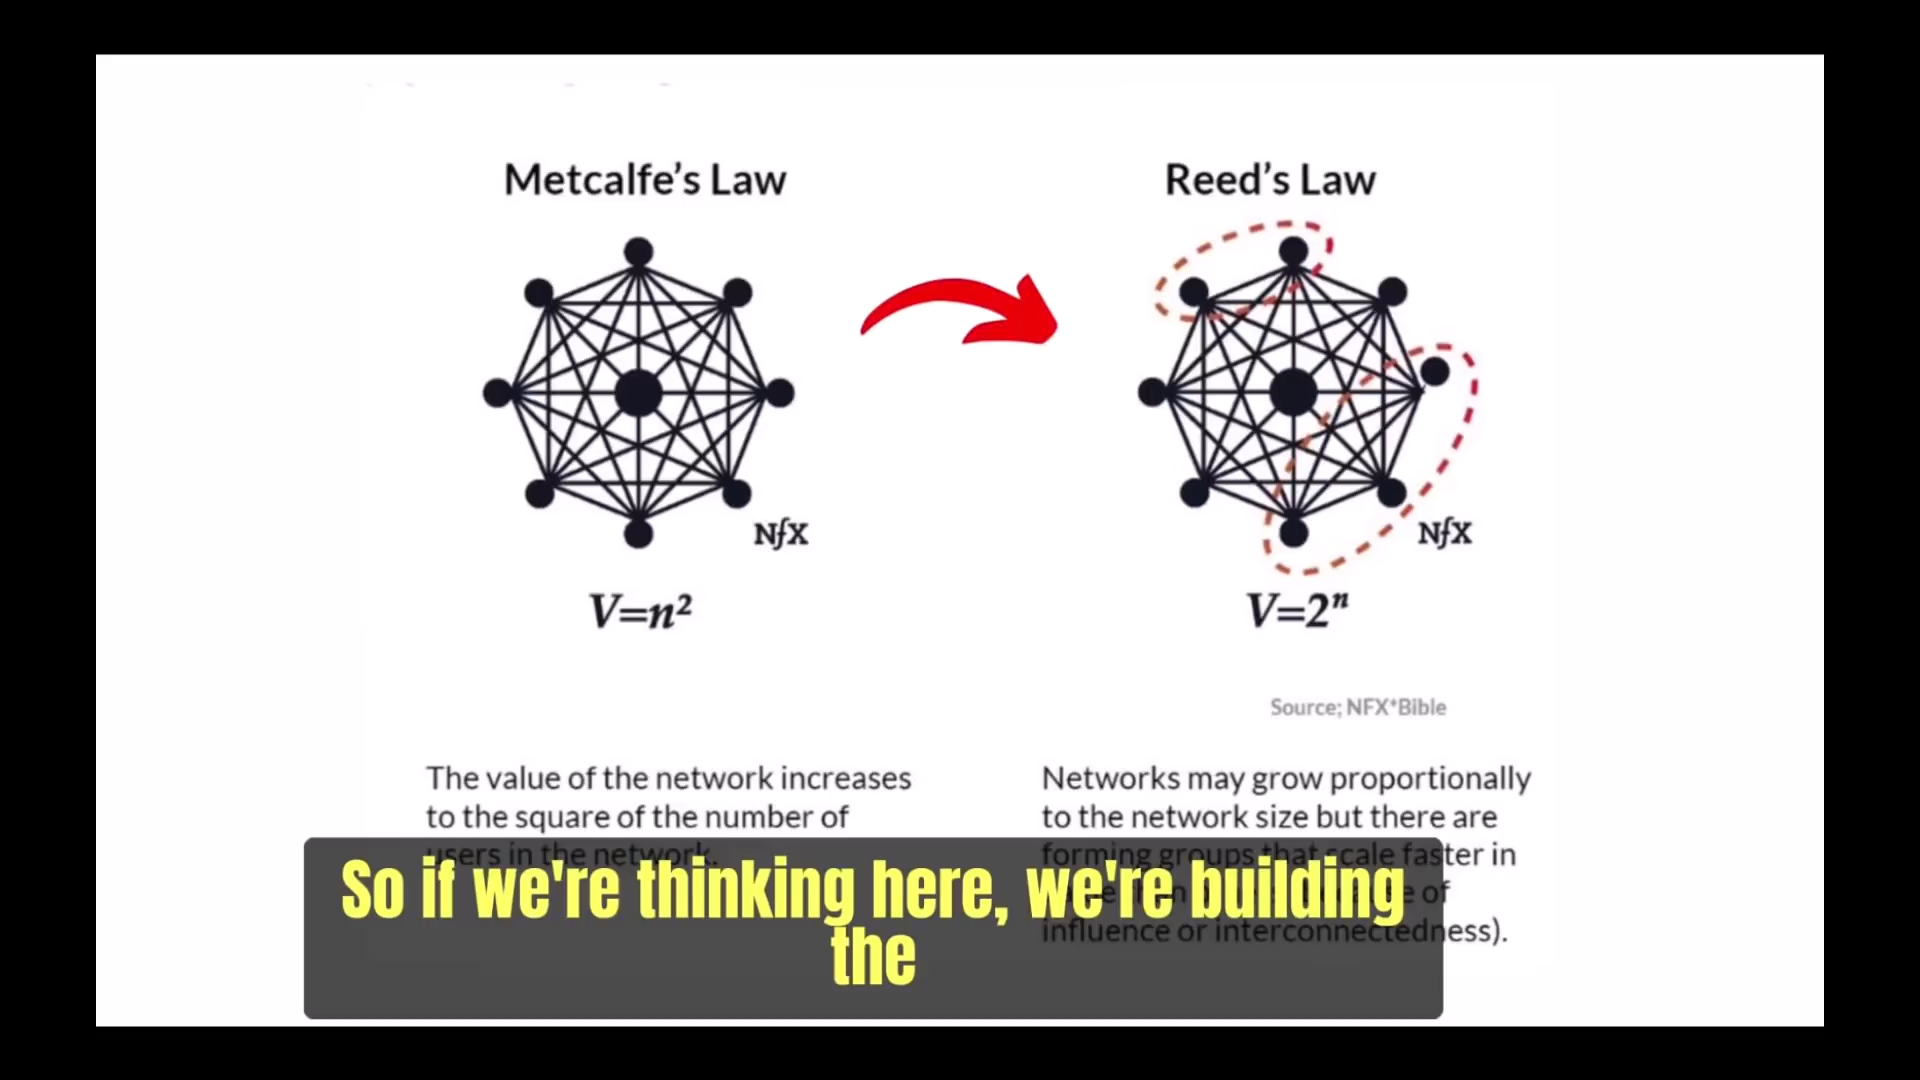 Metcalfe's Law
Reed's Law
NfX
NfX
V=n²
V=2ⁿ
Source; NFX*Bible
The value of the network increases
to the square of the number of
users in the network.
Networks may grow proportionally
to the network size but there are
forming groups that scale faster in
of
influence or interconnectedness).
So if we're thinking here, we're building
the